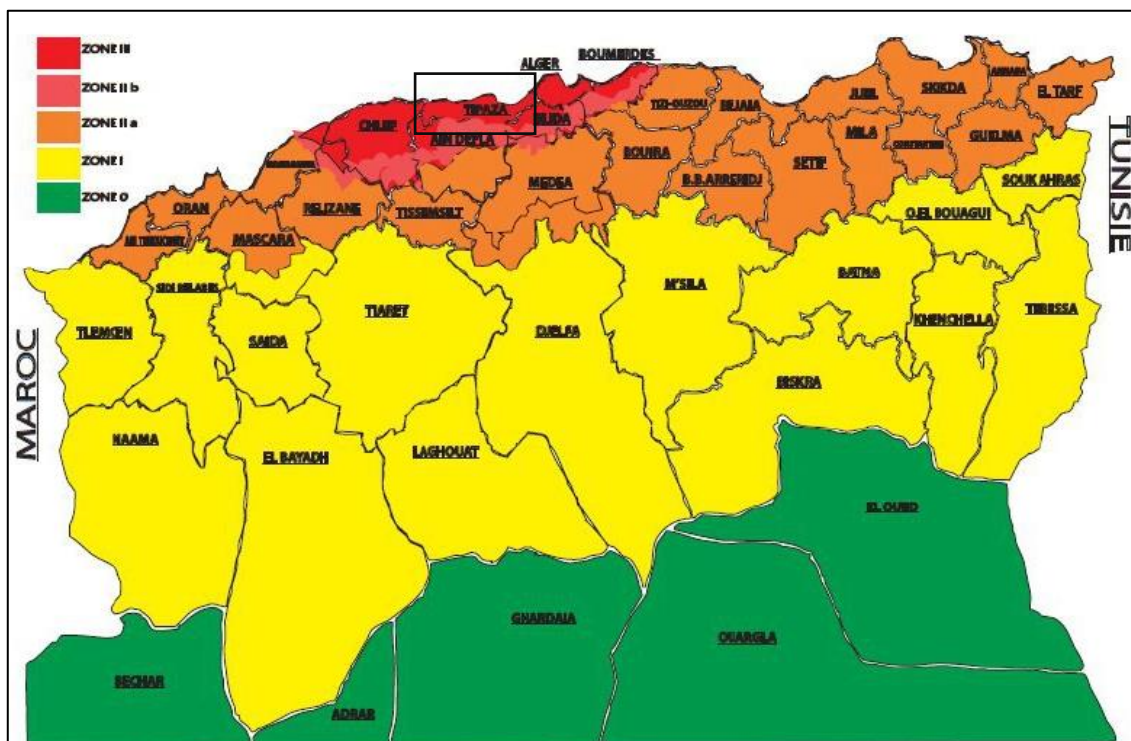 ZONE III
ZONE II b
ZONE II a
ZONE I
ZONE 0
ALGER
BOUMERDES
TIPAZA
CHLEF
BLIDA
AIN DEFLA
TIZI-OUZOU
BEJAIA
JIJEL
SKIKDA
ANNABA
EL TARF
MILA
GUELMA
BOUIRA
SETIF
B.B.ARRERIDJ
MEDEA
RELIZANE
TISSEMSILT
ORAN
MASCARA
SOUK AHRAS
O.EL BOUAGUI
TUNISIE
MAROC
TLEMCEN
SIDI BELABES
SAIDA
TIARET
DJELFA
M'SILA
BATNA
KHENCHELLA
TEBESSA
BISKRA
NAAMA
EL BAYADH
LAGHOUAT
EL OUED
GHARDAIA
OUARGLA
BECHAR
ADRAR